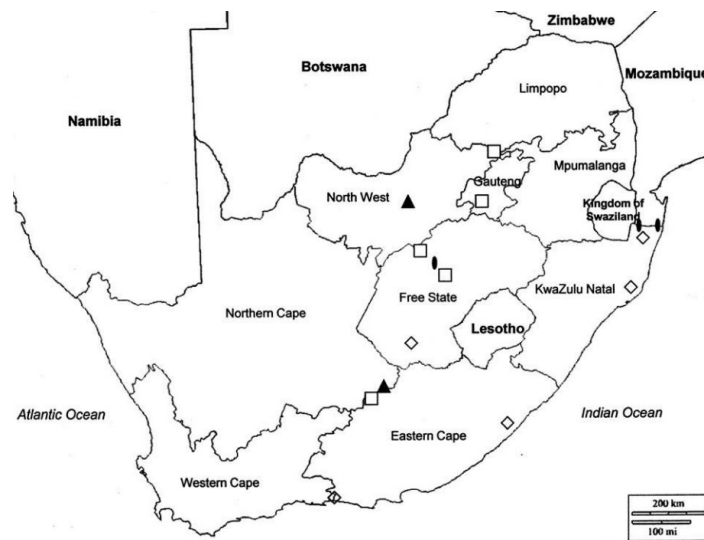 Zimbabwe
Botswana
Mozambique
Limpopo
Namibia
Mpumalanga
Gauteng
North West
Kingdom of
Swaziland
KwaZulu Natal
Free State
Northern Cape
Lesotho
Atlantic Ocean
Indian Ocean
Eastern Cape
Western Cape
200 km
100 mi